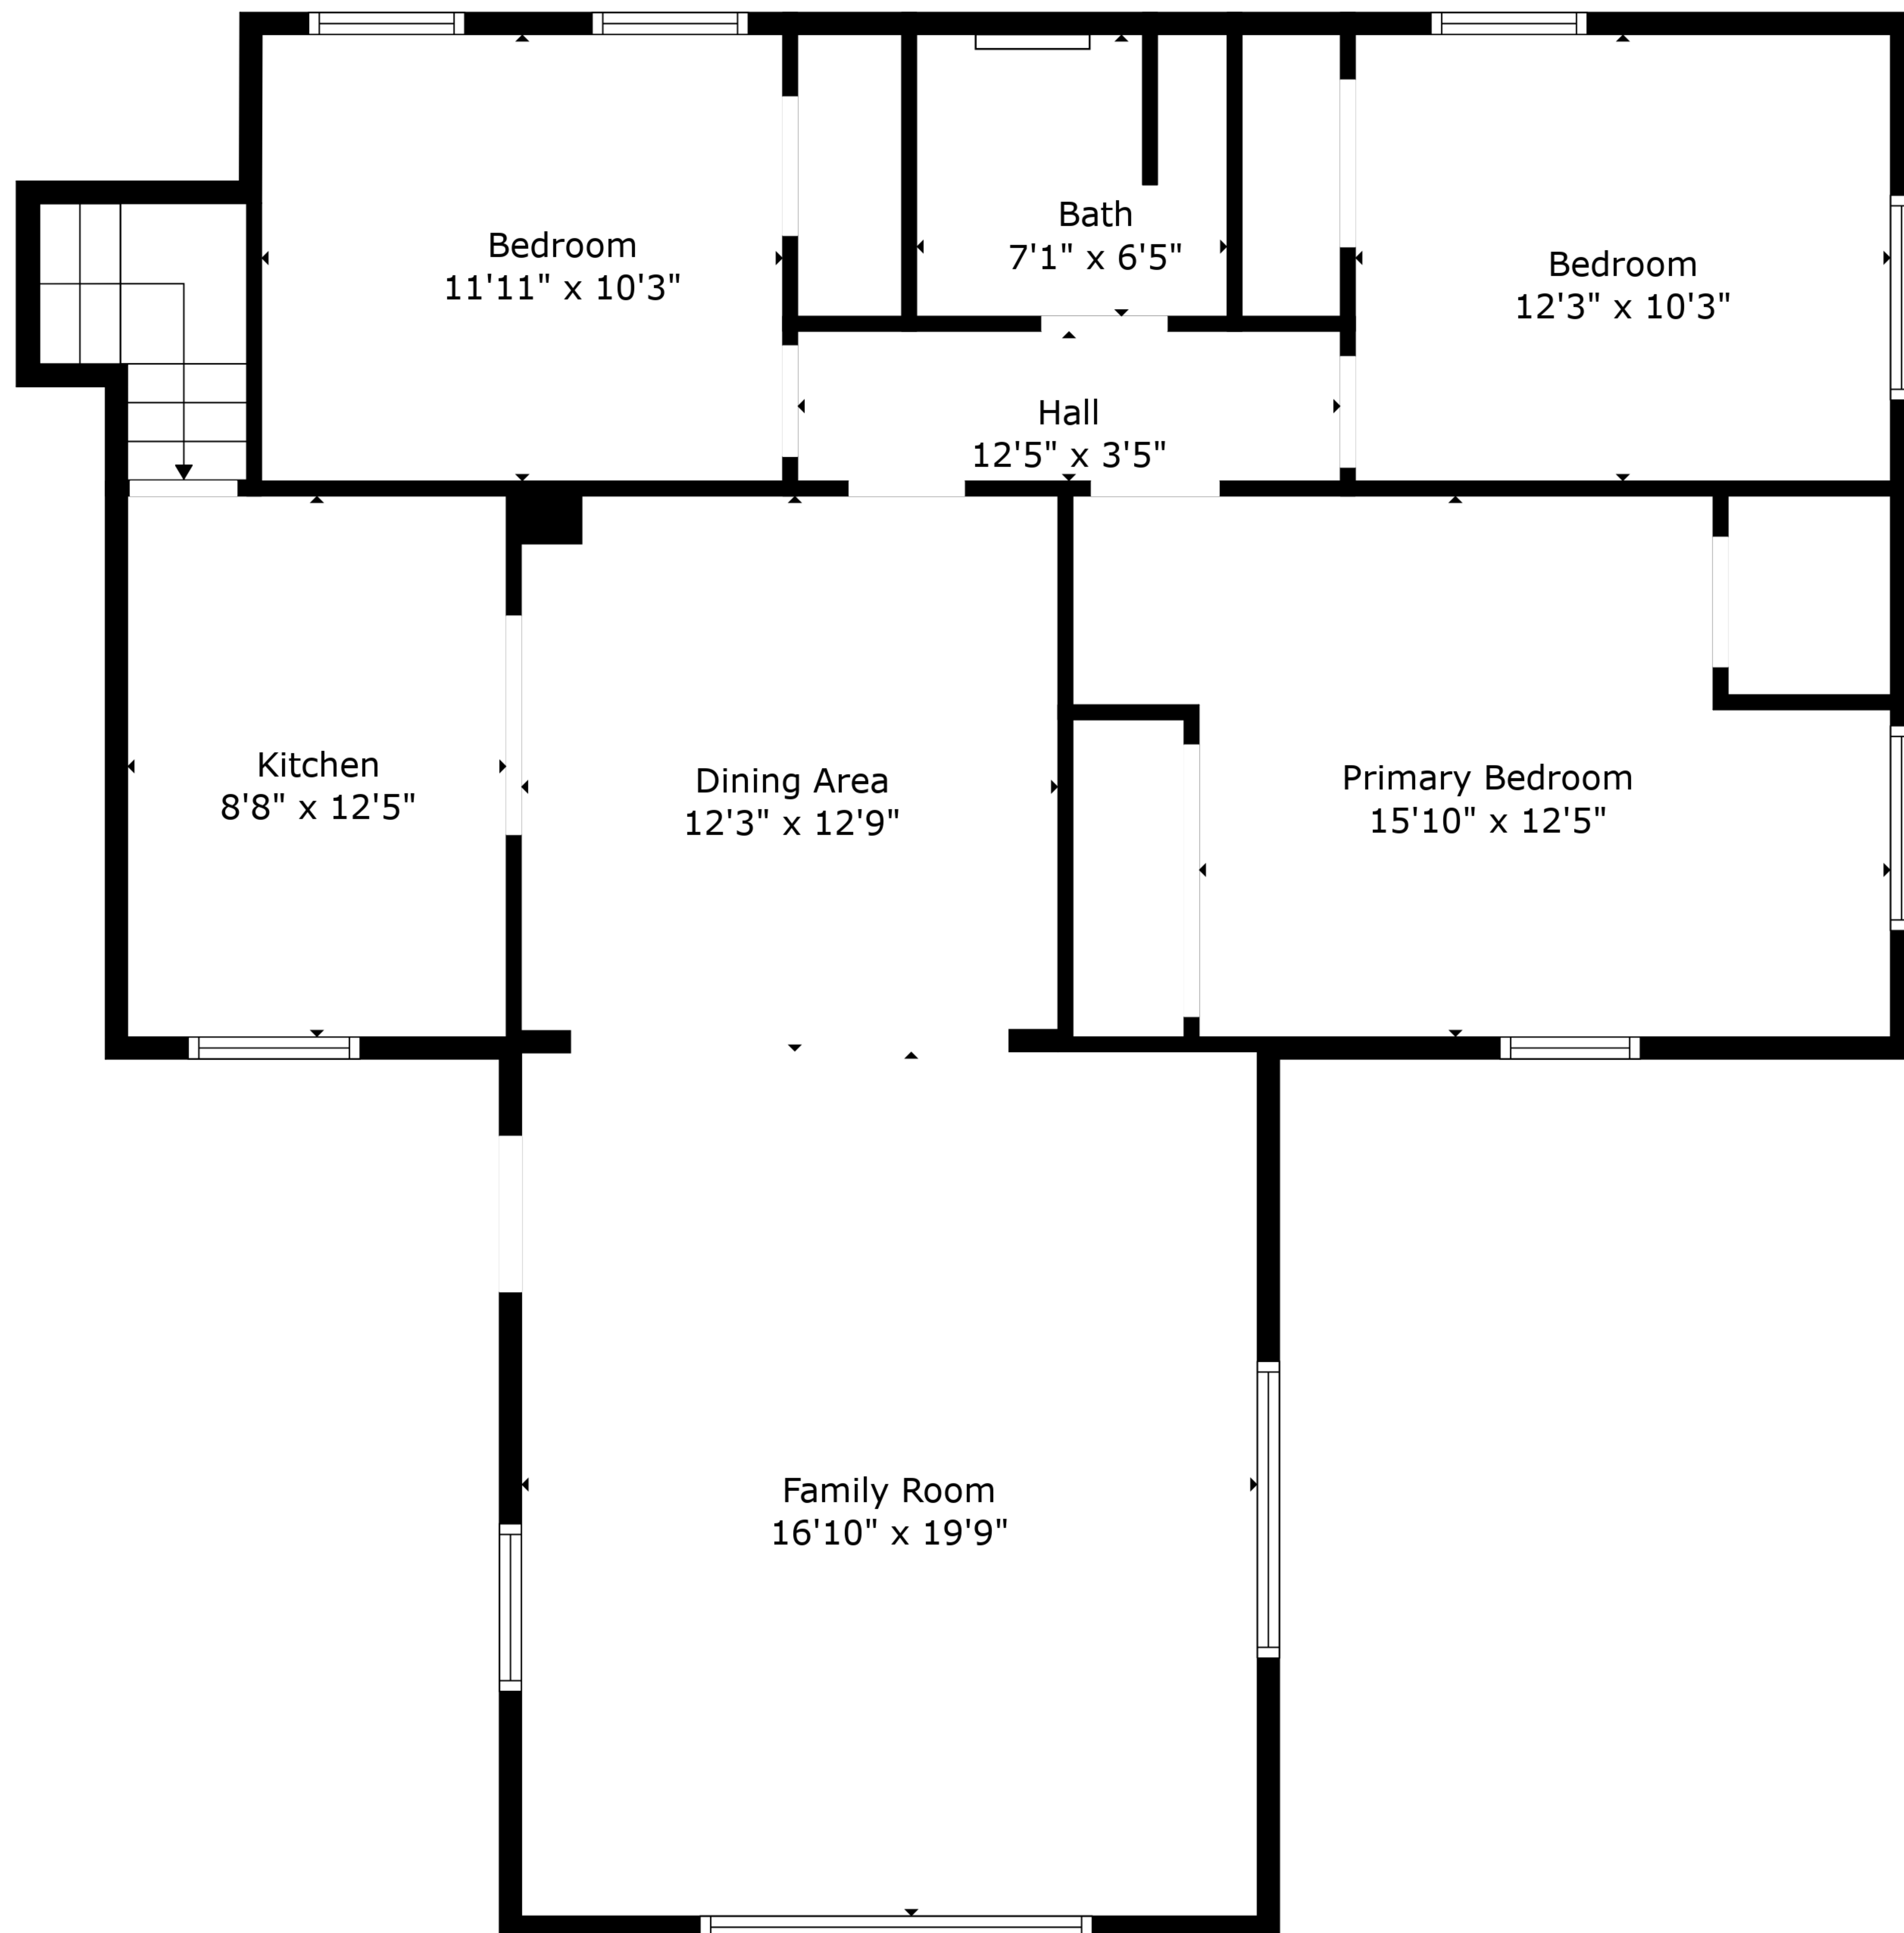 Bath
7'1" x 6'5"
Bedroom
11'11" x 10'3"
Bedroom
12'3" x 10'3"
Hall
12'5" x 3'5"
Kitchen
8'8" x 12'5"
Dining Area
12'3" x 12'9"
Primary Bedroom
15'10" x 12'5"
Family Room
16'10" x 19'9"